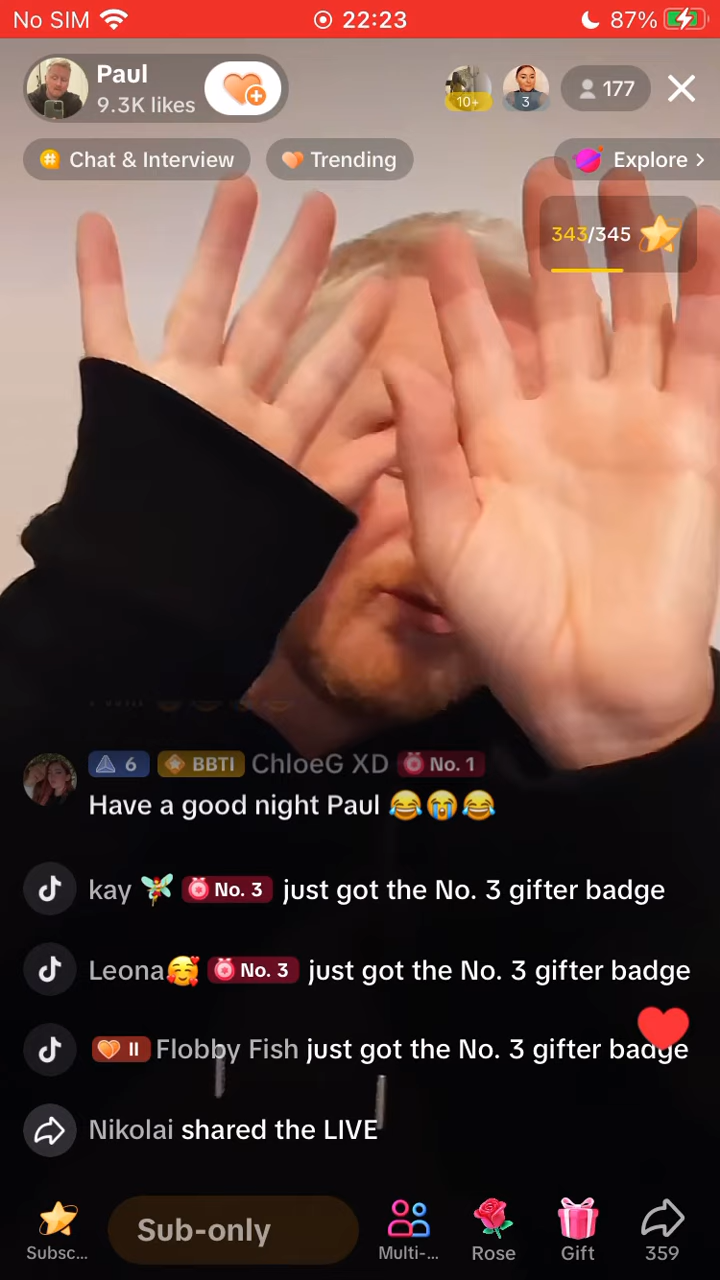 No SIM 22:23 87%
Paul
9.3K likes
10+ 3 177
Chat & Interview Trending Explore
343/345
6 BBTI ChloeG XD No. 1
Have a good night Paul 😂😭😂
kay 🧚 No. 3 just got the No. 3 gifter badge
Leona🥰 No. 3 just got the No. 3 gifter badge
II Flobby Fish just got the No. 3 gifter badge
Nikolai shared the LIVE
Sub-only
Subsc... Multi-... Rose Gift 359